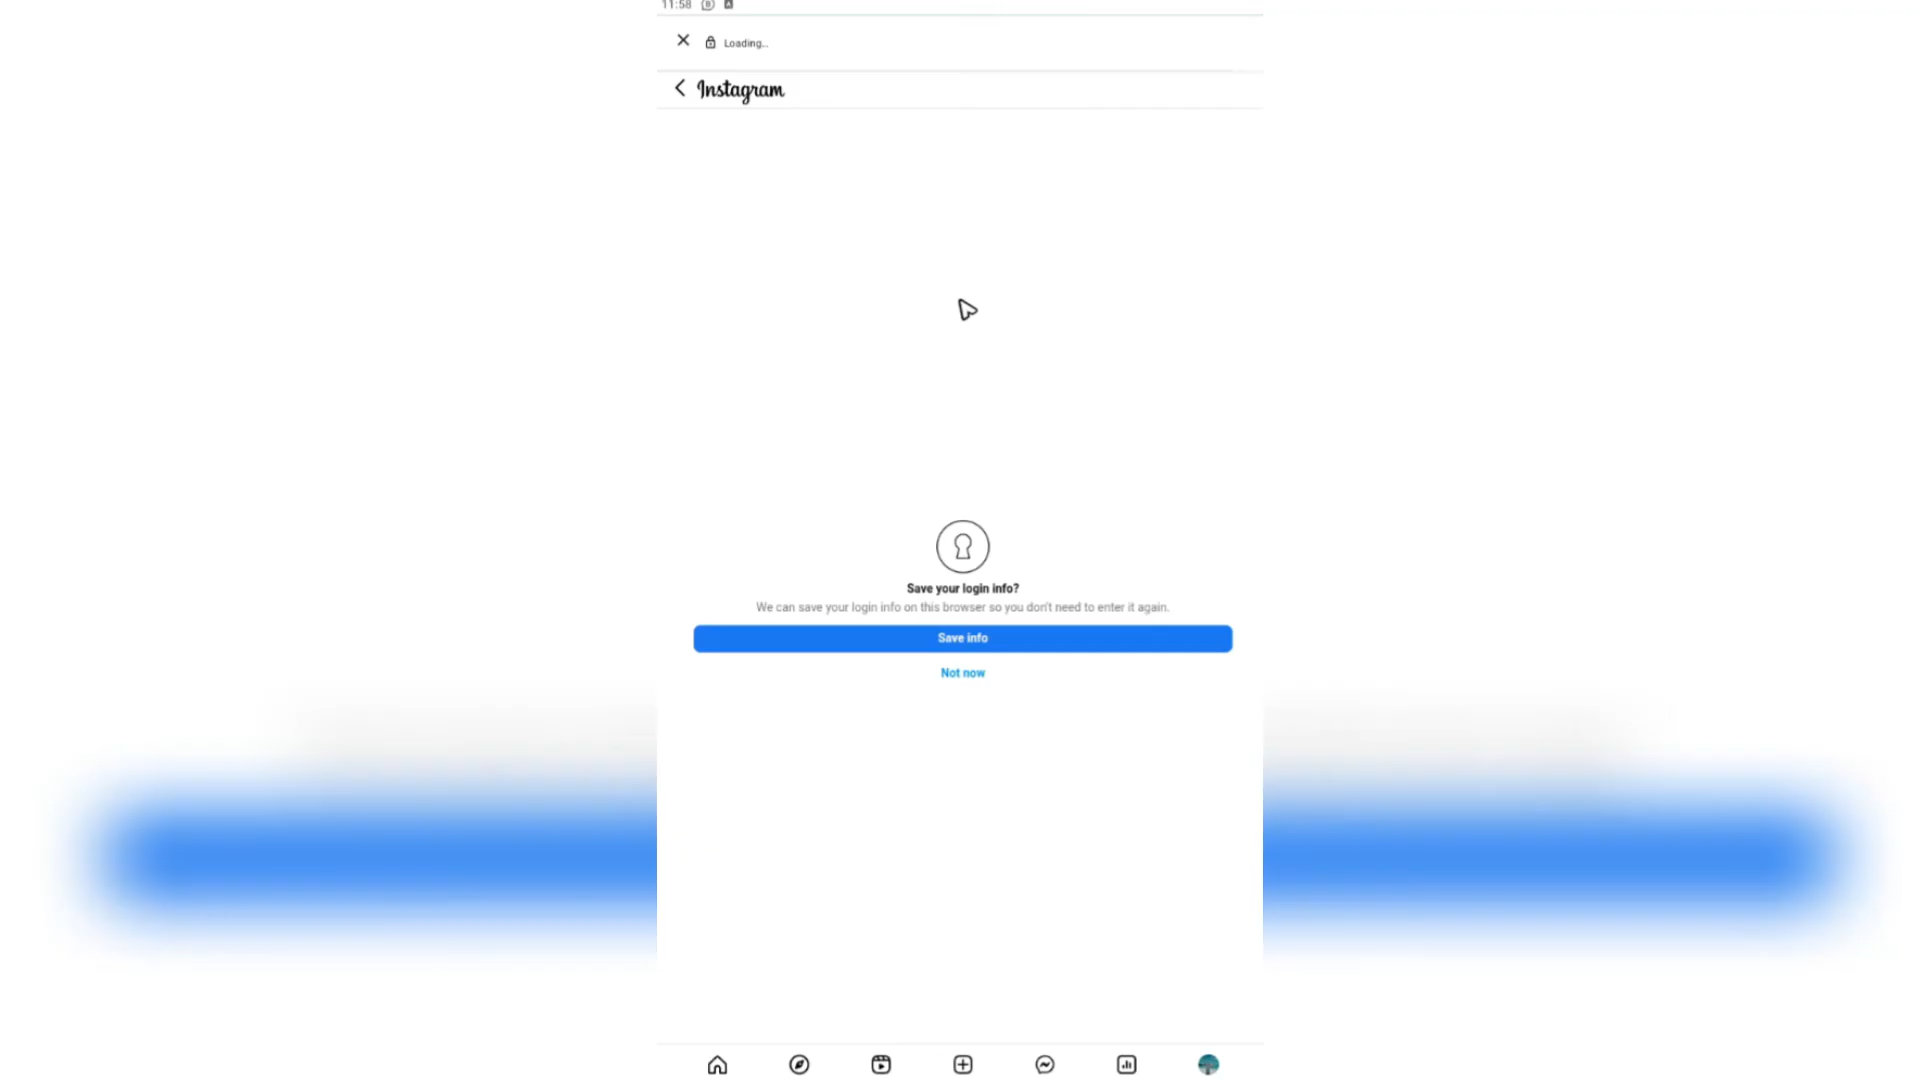 11:58
Loading...
Instagram
Save your login info?
We can save your login info on this browser so you don't need to enter it again.
Save info
Not now